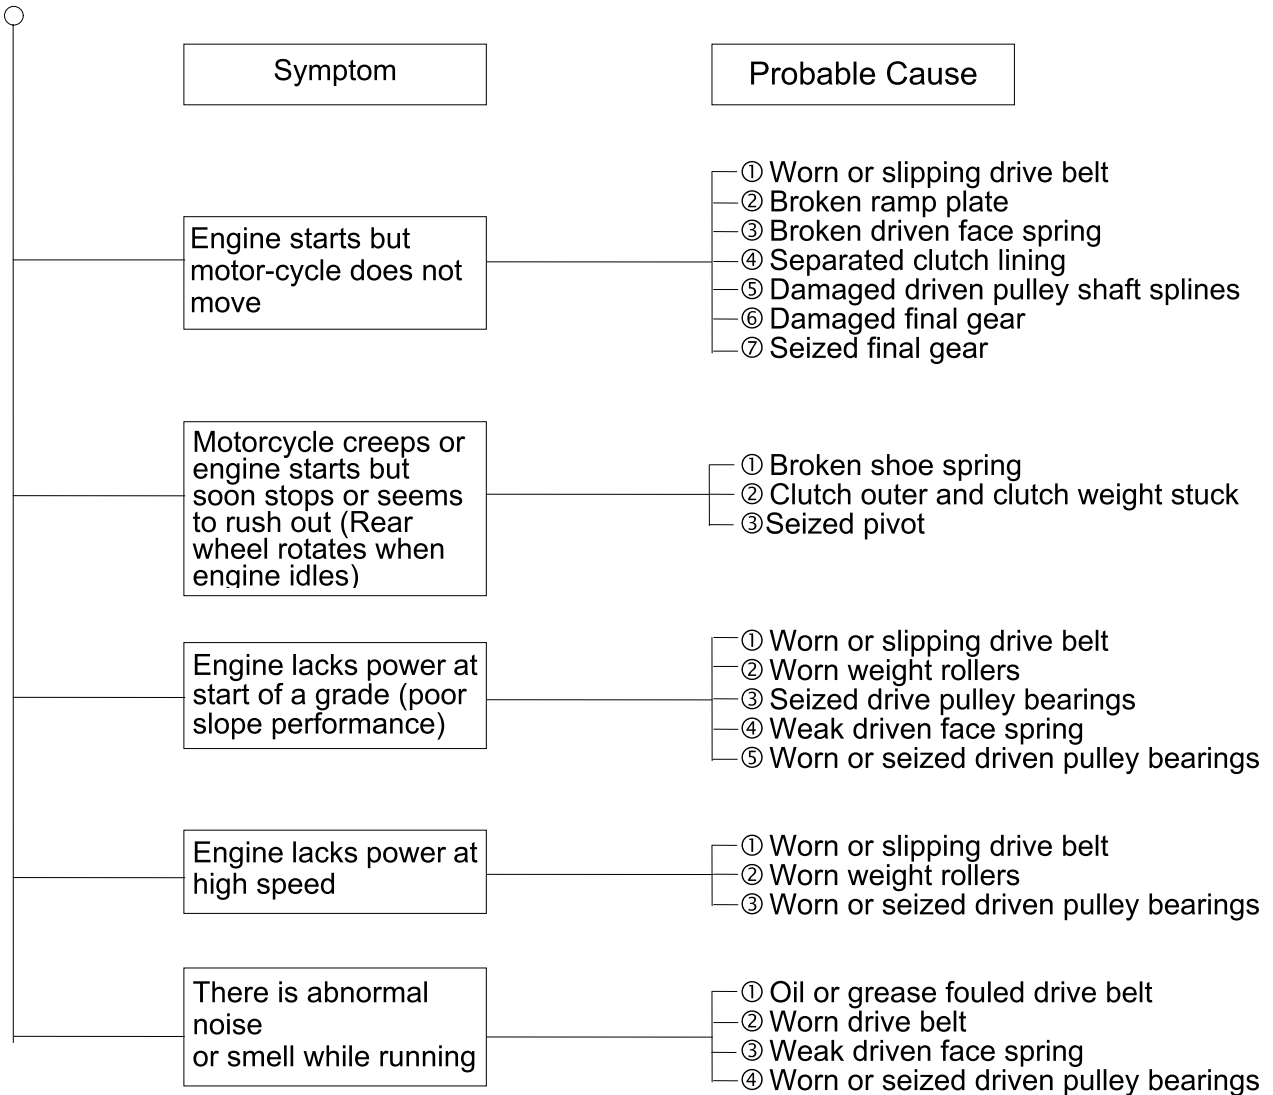 Symptom
Probable Cause
Engine starts but
motor-cycle does not
move
① Worn or slipping drive belt
② Broken ramp plate
③ Broken driven face spring
④ Separated clutch lining
⑤ Damaged driven pulley shaft splines
⑥ Damaged final gear
⑦ Seized final gear
Motorcycle creeps or
engine starts but
soon stops or seems
to rush out (Rear
wheel rotates when
engine idles)
① Broken shoe spring
② Clutch outer and clutch weight stuck
③Seized pivot
Engine lacks power at
start of a grade (poor
slope performance)
① Worn or slipping drive belt
② Worn weight rollers
③ Seized drive pulley bearings
④ Weak driven face spring
⑤ Worn or seized driven pulley bearings
Engine lacks power at
high speed
① Worn or slipping drive belt
② Worn weight rollers
③ Worn or seized driven pulley bearings
There is abnormal
noise
or smell while running
① Oil or grease fouled drive belt
② Worn drive belt
③ Weak driven face spring
④ Worn or seized driven pulley bearings